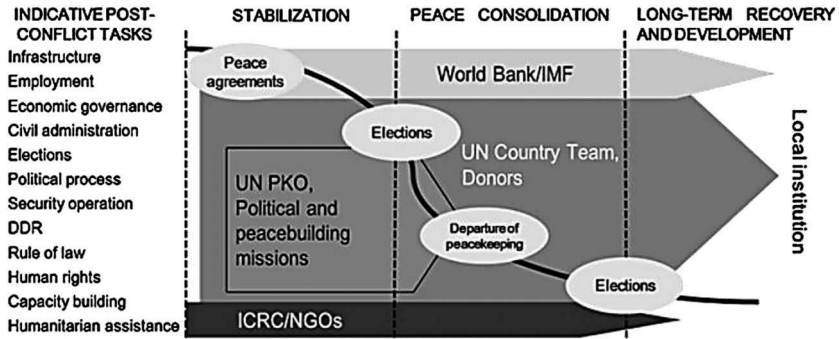 INDICATIVE POST-
CONFLICT TASKS
STABILIZATION
PEACE CONSOLIDATION
LONG-TERM RECOVERY
AND DEVELOPMENT
Infrastructure
Employment
Economic governance
Civil administration
Elections
Political process
Security operation
DDR
Rule of law
Human rights
Capacity building
Humanitarian assistance
Peace
agreements
World Bank/IMF
Elections
UN Country Team,
Donors
UN PKO,
Political and
peacebuilding
missions
Departure of
peacekeeping
Elections
ICRC/NGOs
Local institution